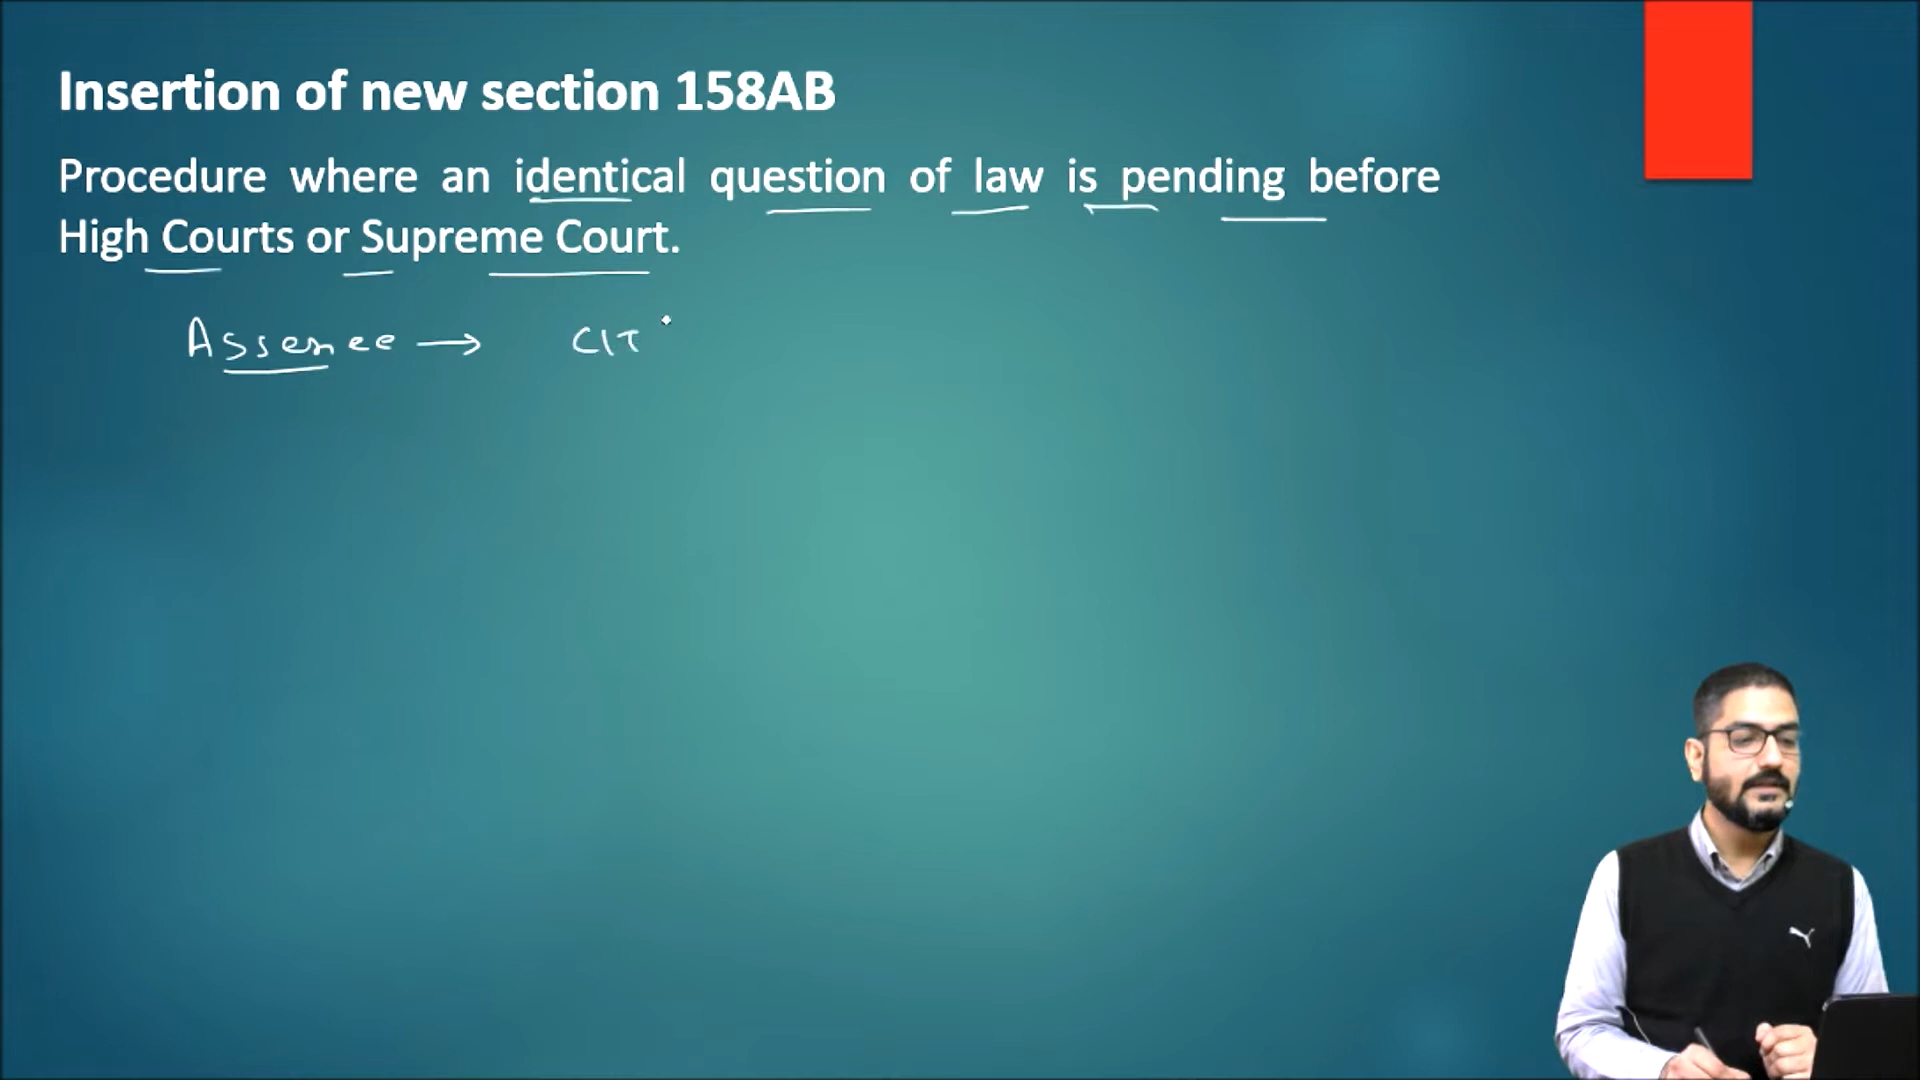 Insertion of new section 158AB
Procedure where an identical question of law is pending before
High Courts or Supreme Court.
Assessee → CIT